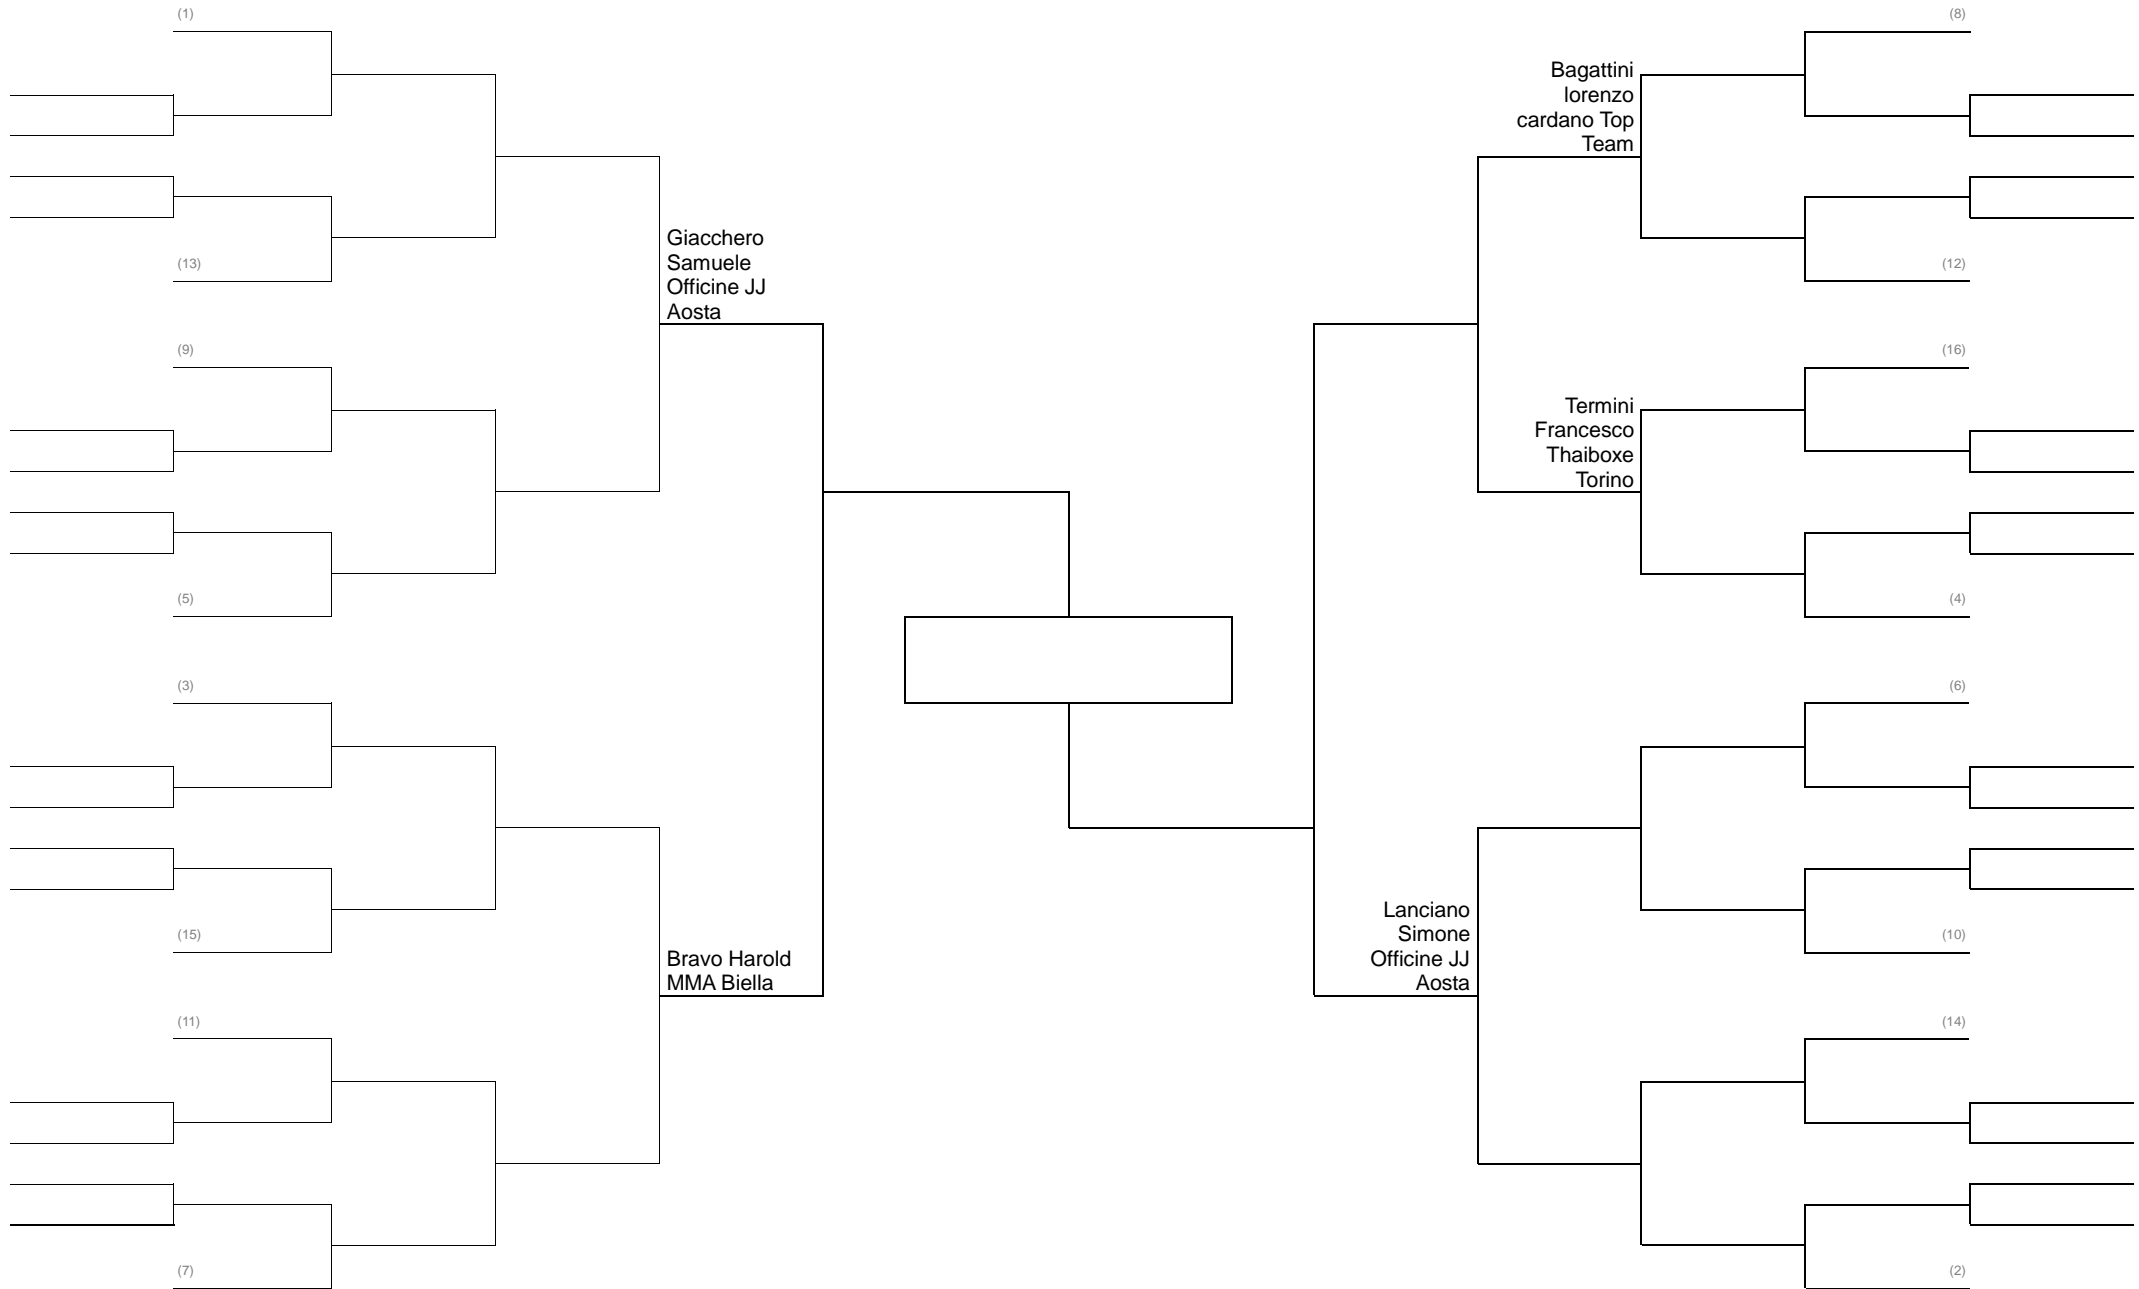 (1)
(13)
(9)
(5)
(3)
(15)
(11)
(7)
Giacchero
Samuele
Officine JJ
Aosta
Bravo Harold
MMA Biella
Bagattini
lorenzo
cardano Top
Team
Termini
Francesco
Thaiboxe
Torino
Lanciano
Simone
Officine JJ
Aosta
(8)
(12)
(16)
(4)
(6)
(10)
(14)
(2)